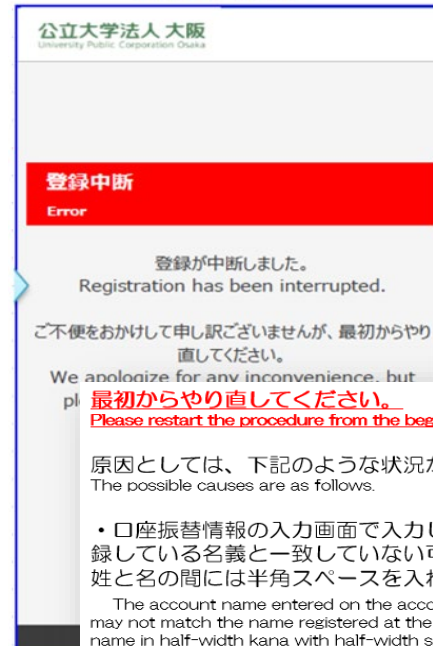 公立大学法人 大阪
University Public Corporation Osaka
登録中断
Error
登録が中断しました。
Registration has been interrupted.
ご不便をおかけして申し訳ございませんが、最初からやり
直してください。
We apologize for any inconvenience, but
最初からやり直してください。
Please restart the procedure from the
原因としては、下記のような状況
The possible causes are as follows.
・口座振替情報の入力画面で入力
録している名義と一致していない
姓と名の間には半角スペースを入
The account name entered on the
may not match the name registered at the
name in half-width kana with half-width